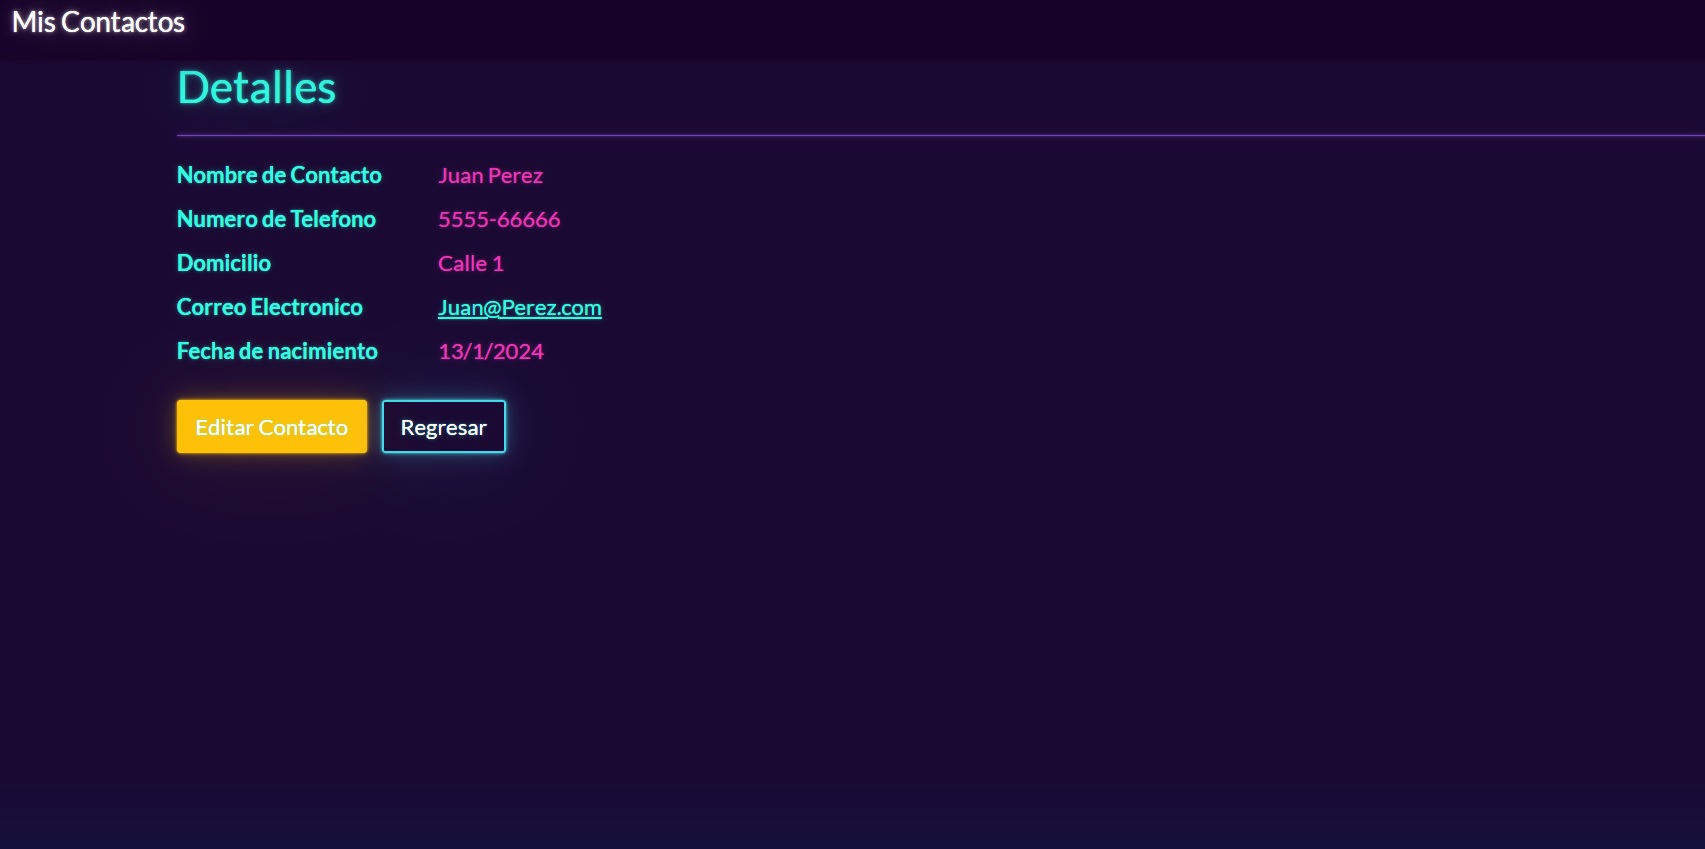 Mis Contactos
Detalles
Nombre de Contacto Juan Perez
Numero de Telefono 5555-66666
Domicilio Calle 1
Correo Electronico Juan@Perez.com
Fecha de nacimiento 13/1/2024
Editar Contacto Regresar